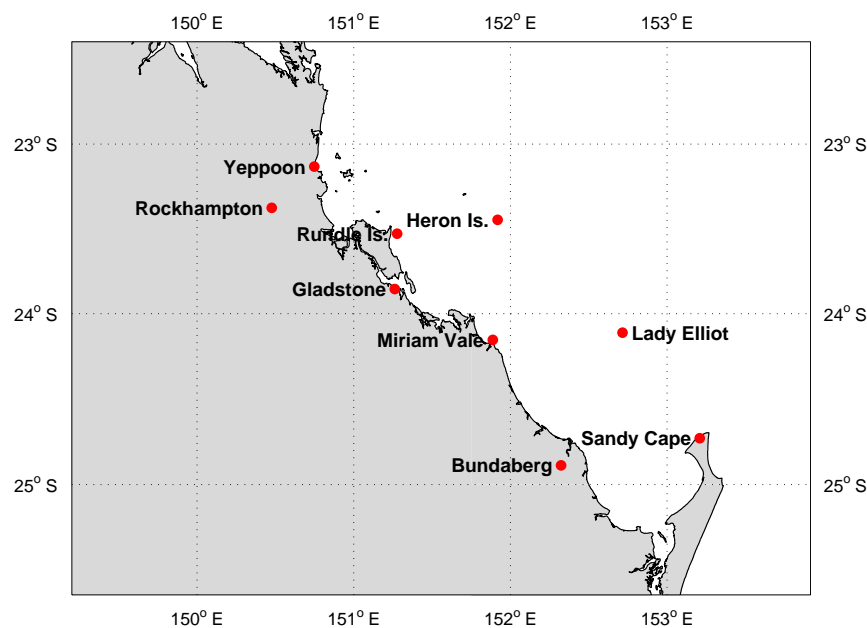 150° E 151° E 152° E 153° E
23° S 23° S
Yeppoon
Rockhampton
Heron Is.
Rundle Is.
Gladstone
24° S 24° S
Lady Elliot
Miriam Vale
Sandy Cape
Bundaberg
25° S 25° S
150° E 151° E 152° E 153° E